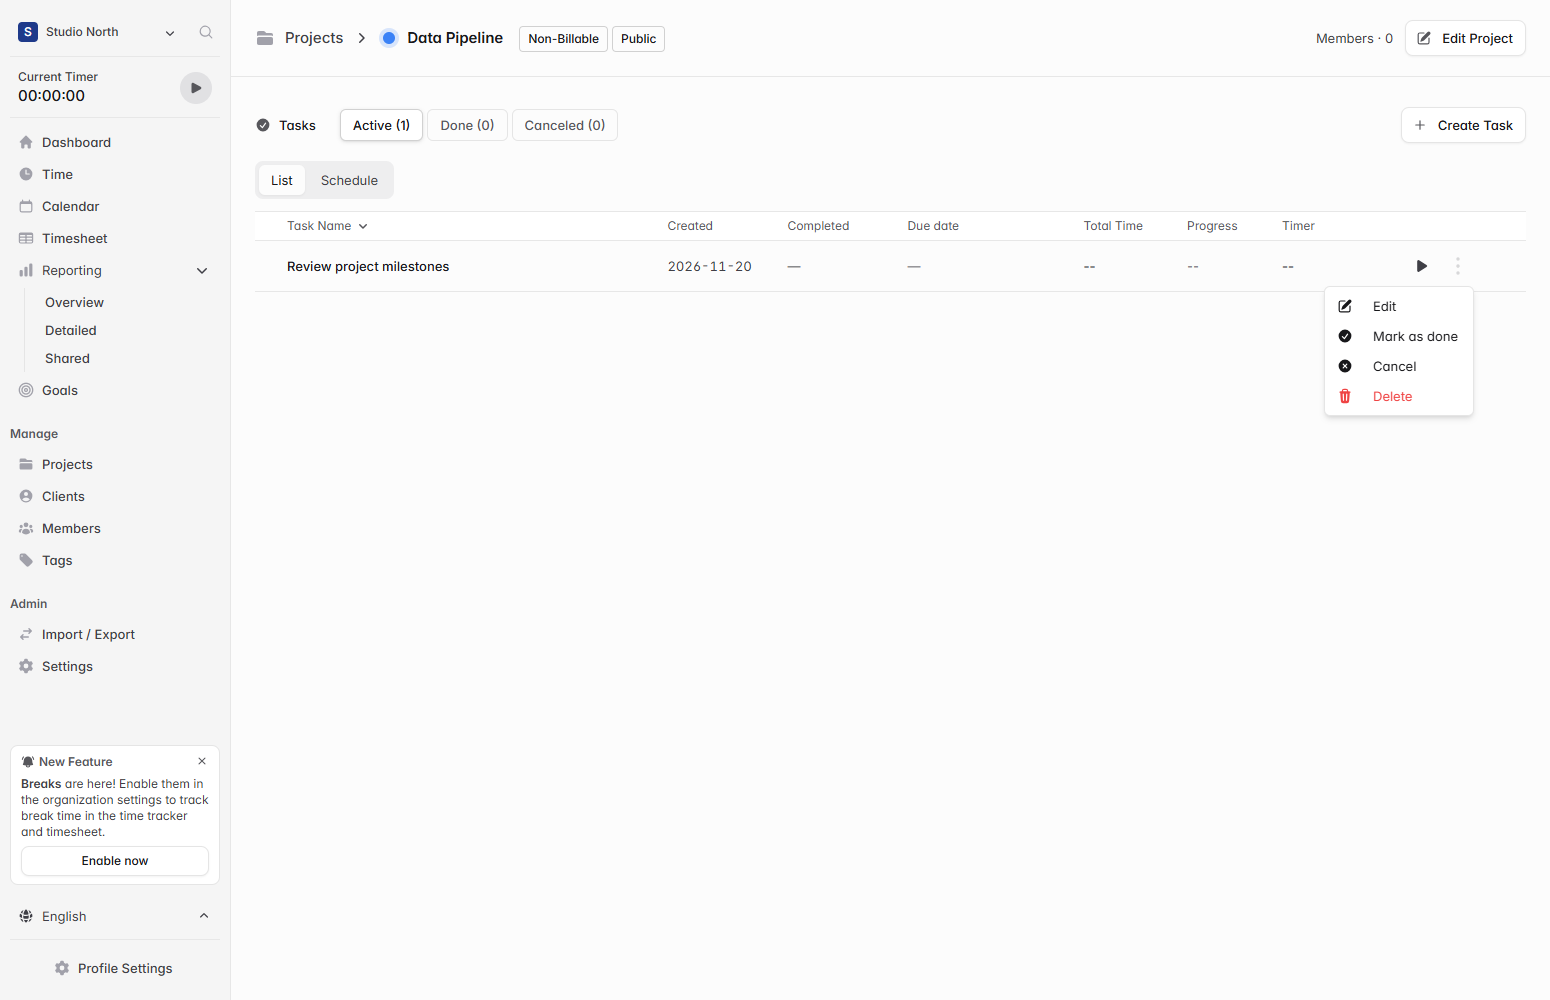 S Studio North
Current Timer
00:00:00
Dashboard
Time
Calendar
Timesheet
Reporting
Overview
Detailed
Shared
Goals
Manage
Projects
Clients
Members
Tags
Admin
Import / Export
Settings
New Feature
Breaks are here! Enable them in
the organization settings to track
break time in the time tracker
and timesheet.
Enable now
English
Profile Settings
Projects Data Pipeline Non-Billable Public Members · 0 Edit Project
Tasks Active (1) Done (0) Canceled (0) Create Task
List Schedule
Task Name Created Completed Due date Total Time Progress Timer
Review project milestones 2026-11-20 — — -- -- --
Edit
Mark as done
Cancel
Delete